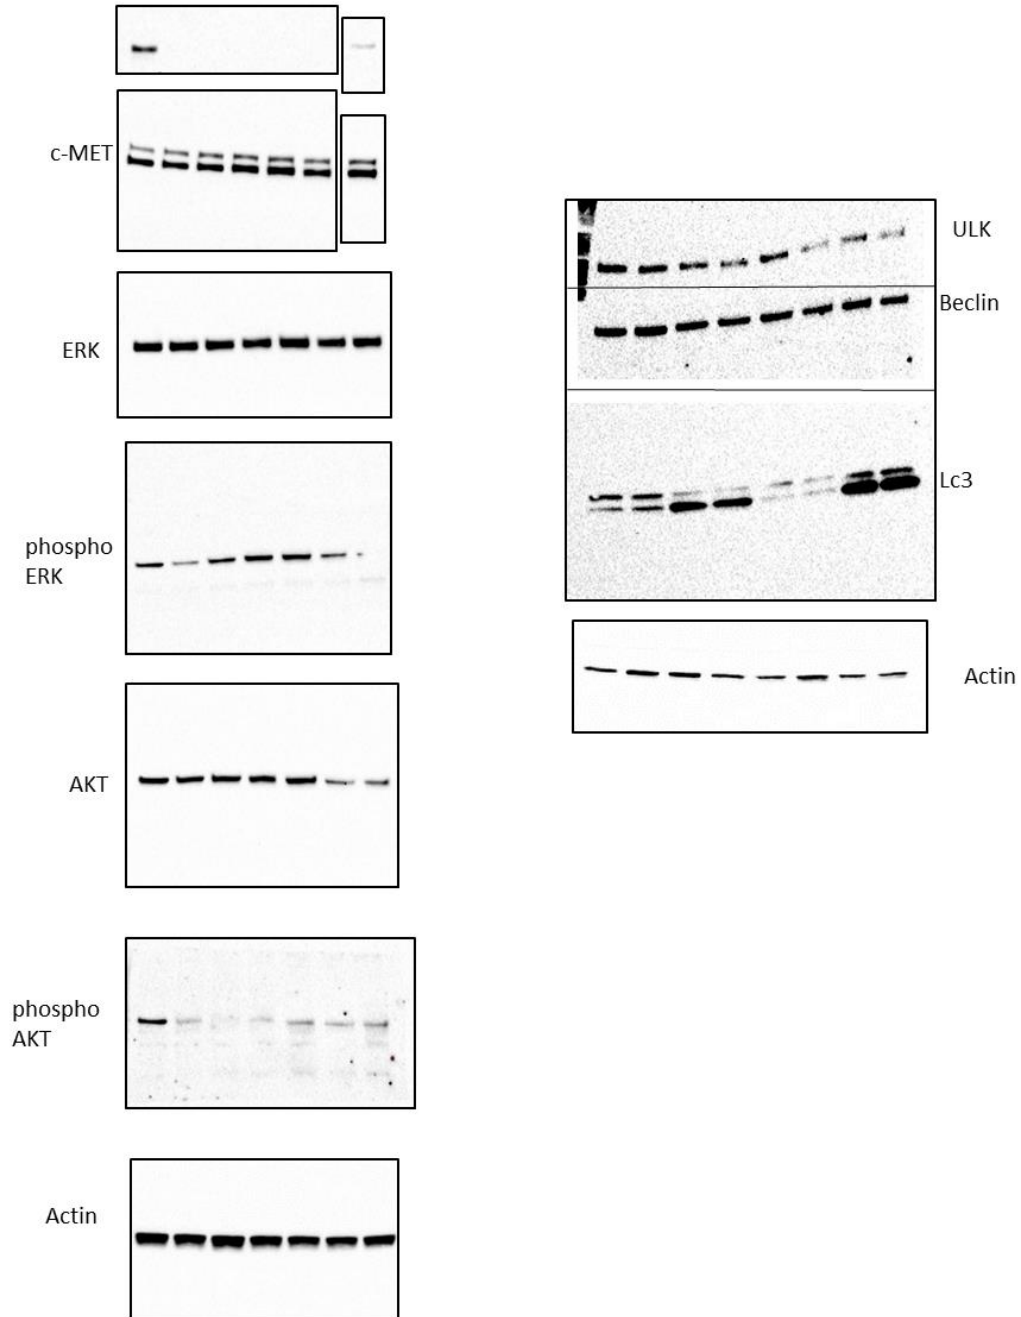 c-MET
ERK
phospho
ERK
AKT
phospho
AKT
Actin
ULK
Beclin
Lc3
Actin